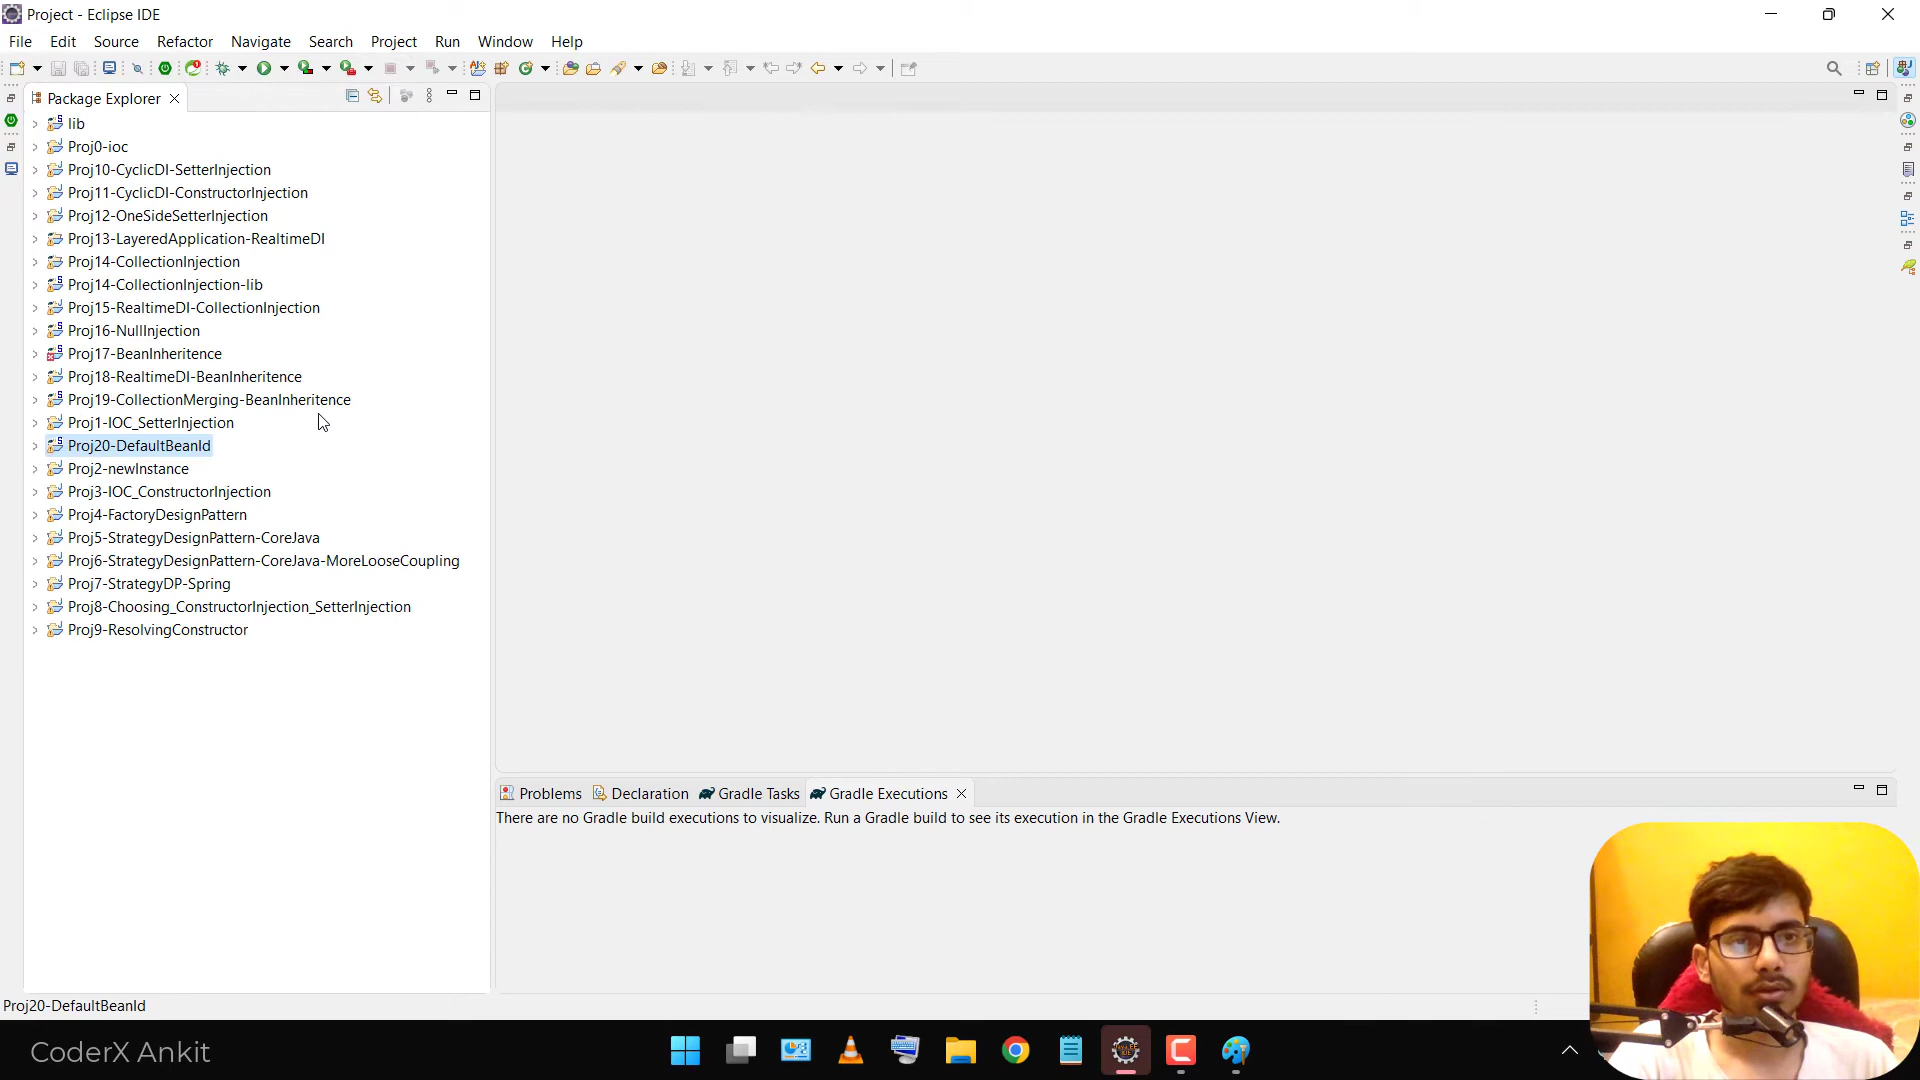 Project - Eclipse IDE
File Edit Source Refactor Navigate Search Project Run Window Help
Package Explorer
lib
Proj0-ioc
Proj10-CyclicDI-SetterInjection
Proj11-CyclicDI-ConstructorInjection
Proj12-OneSideSetterInjection
Proj13-LayeredApplication-RealtimeDI
Proj14-CollectionInjection
Proj14-CollectionInjection-lib
Proj15-RealtimeDI-CollectionInjection
Proj16-NullInjection
Proj17-BeanInheritence
Proj18-RealtimeDI-BeanInheritence
Proj19-CollectionMerging-BeanInheritence
Proj1-IOC_SetterInjection
Proj20-DefaultBeanId
Proj2-newInstance
Proj3-IOC_ConstructorInjection
Proj4-FactoryDesignPattern
Proj5-StrategyDesignPattern-CoreJava
Proj6-StrategyDesignPattern-CoreJava-MoreLooseCoupling
Proj7-StrategyDP-Spring
Proj8-Choosing_ConstructorInjection_SetterInjection
Proj9-ResolvingConstructor
Problems Declaration Gradle Tasks Gradle Executions
There are no Gradle build executions to visualize. Run a Gradle build to see its execution in the Gradle Executions View.
Proj20-DefaultBeanId
CoderX Ankit